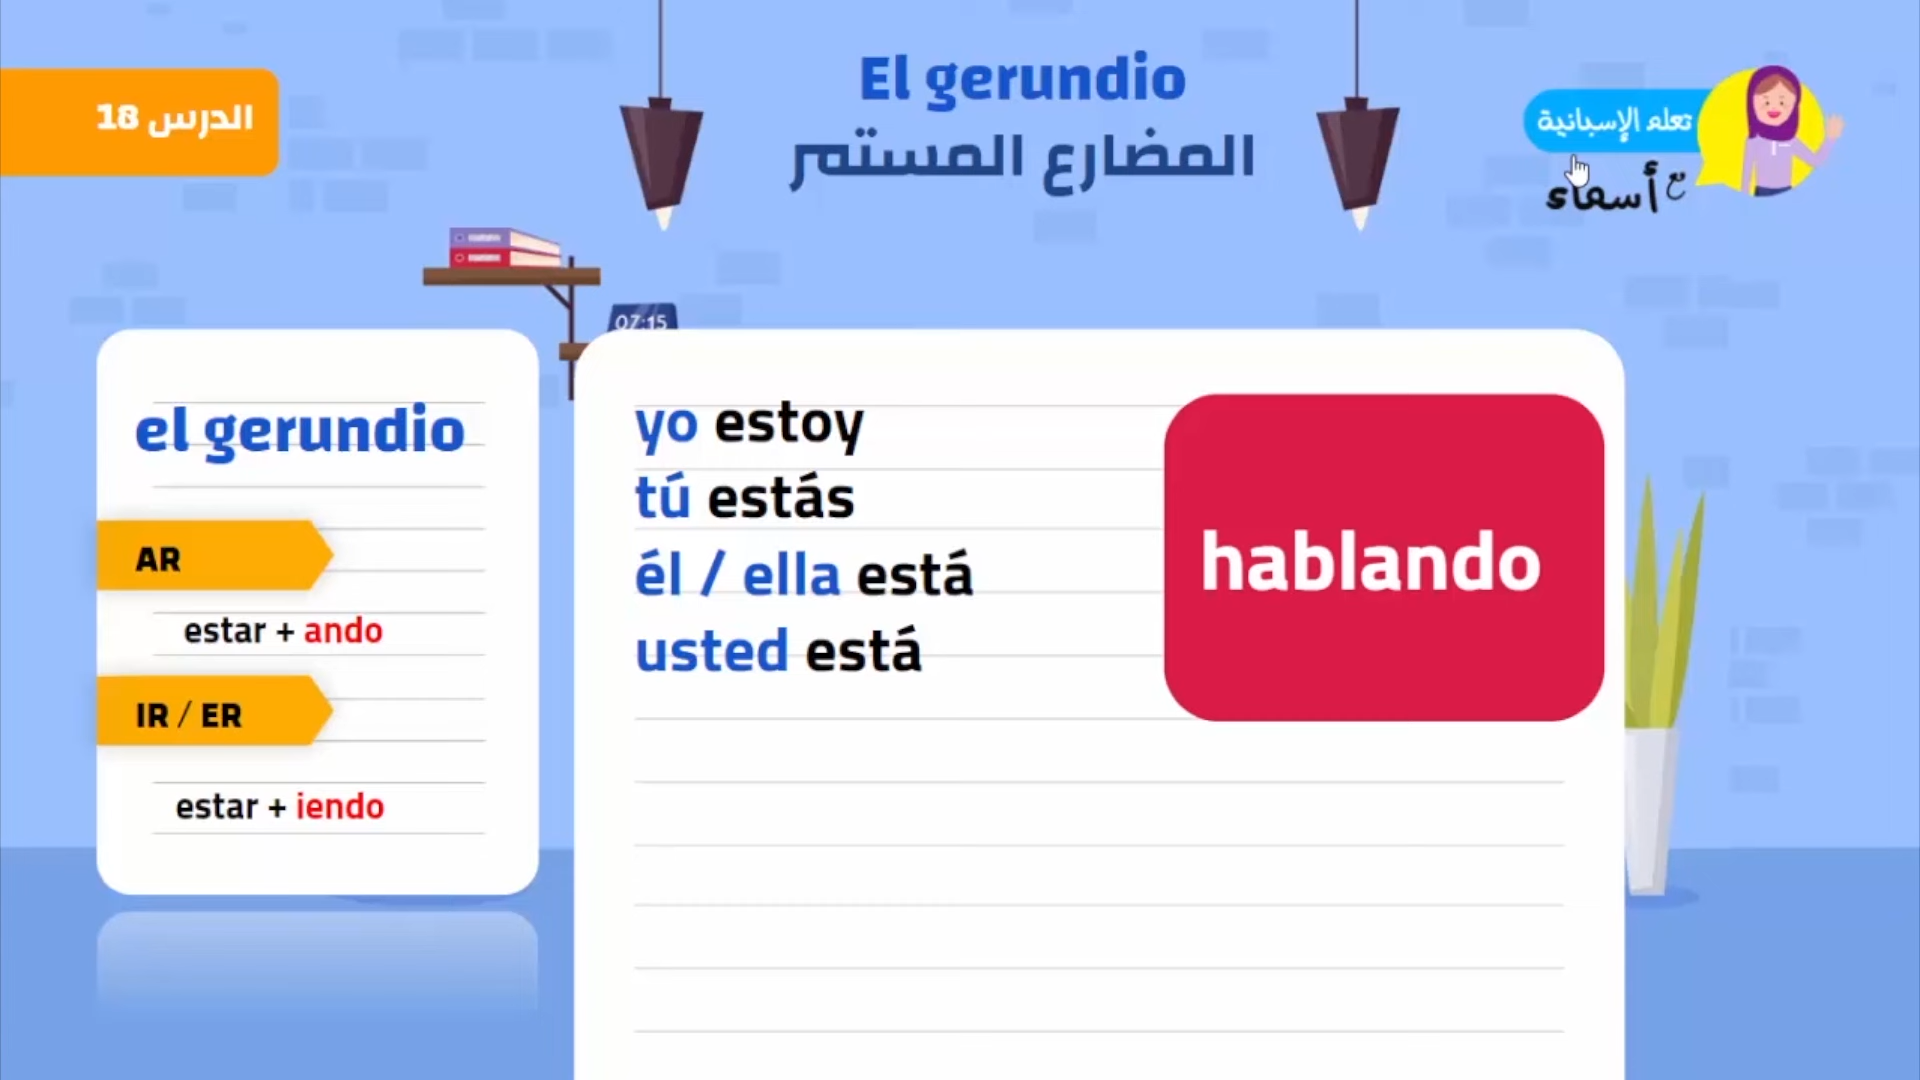 El gerundio
المضارع المستمر
الدرس 18
تعلم الإسبانية
مع أسماء
07:15
el gerundio
AR
estar + ando
IR / ER
estar + iendo
yo estoy
tú estás
él / ella está
usted está
hablando